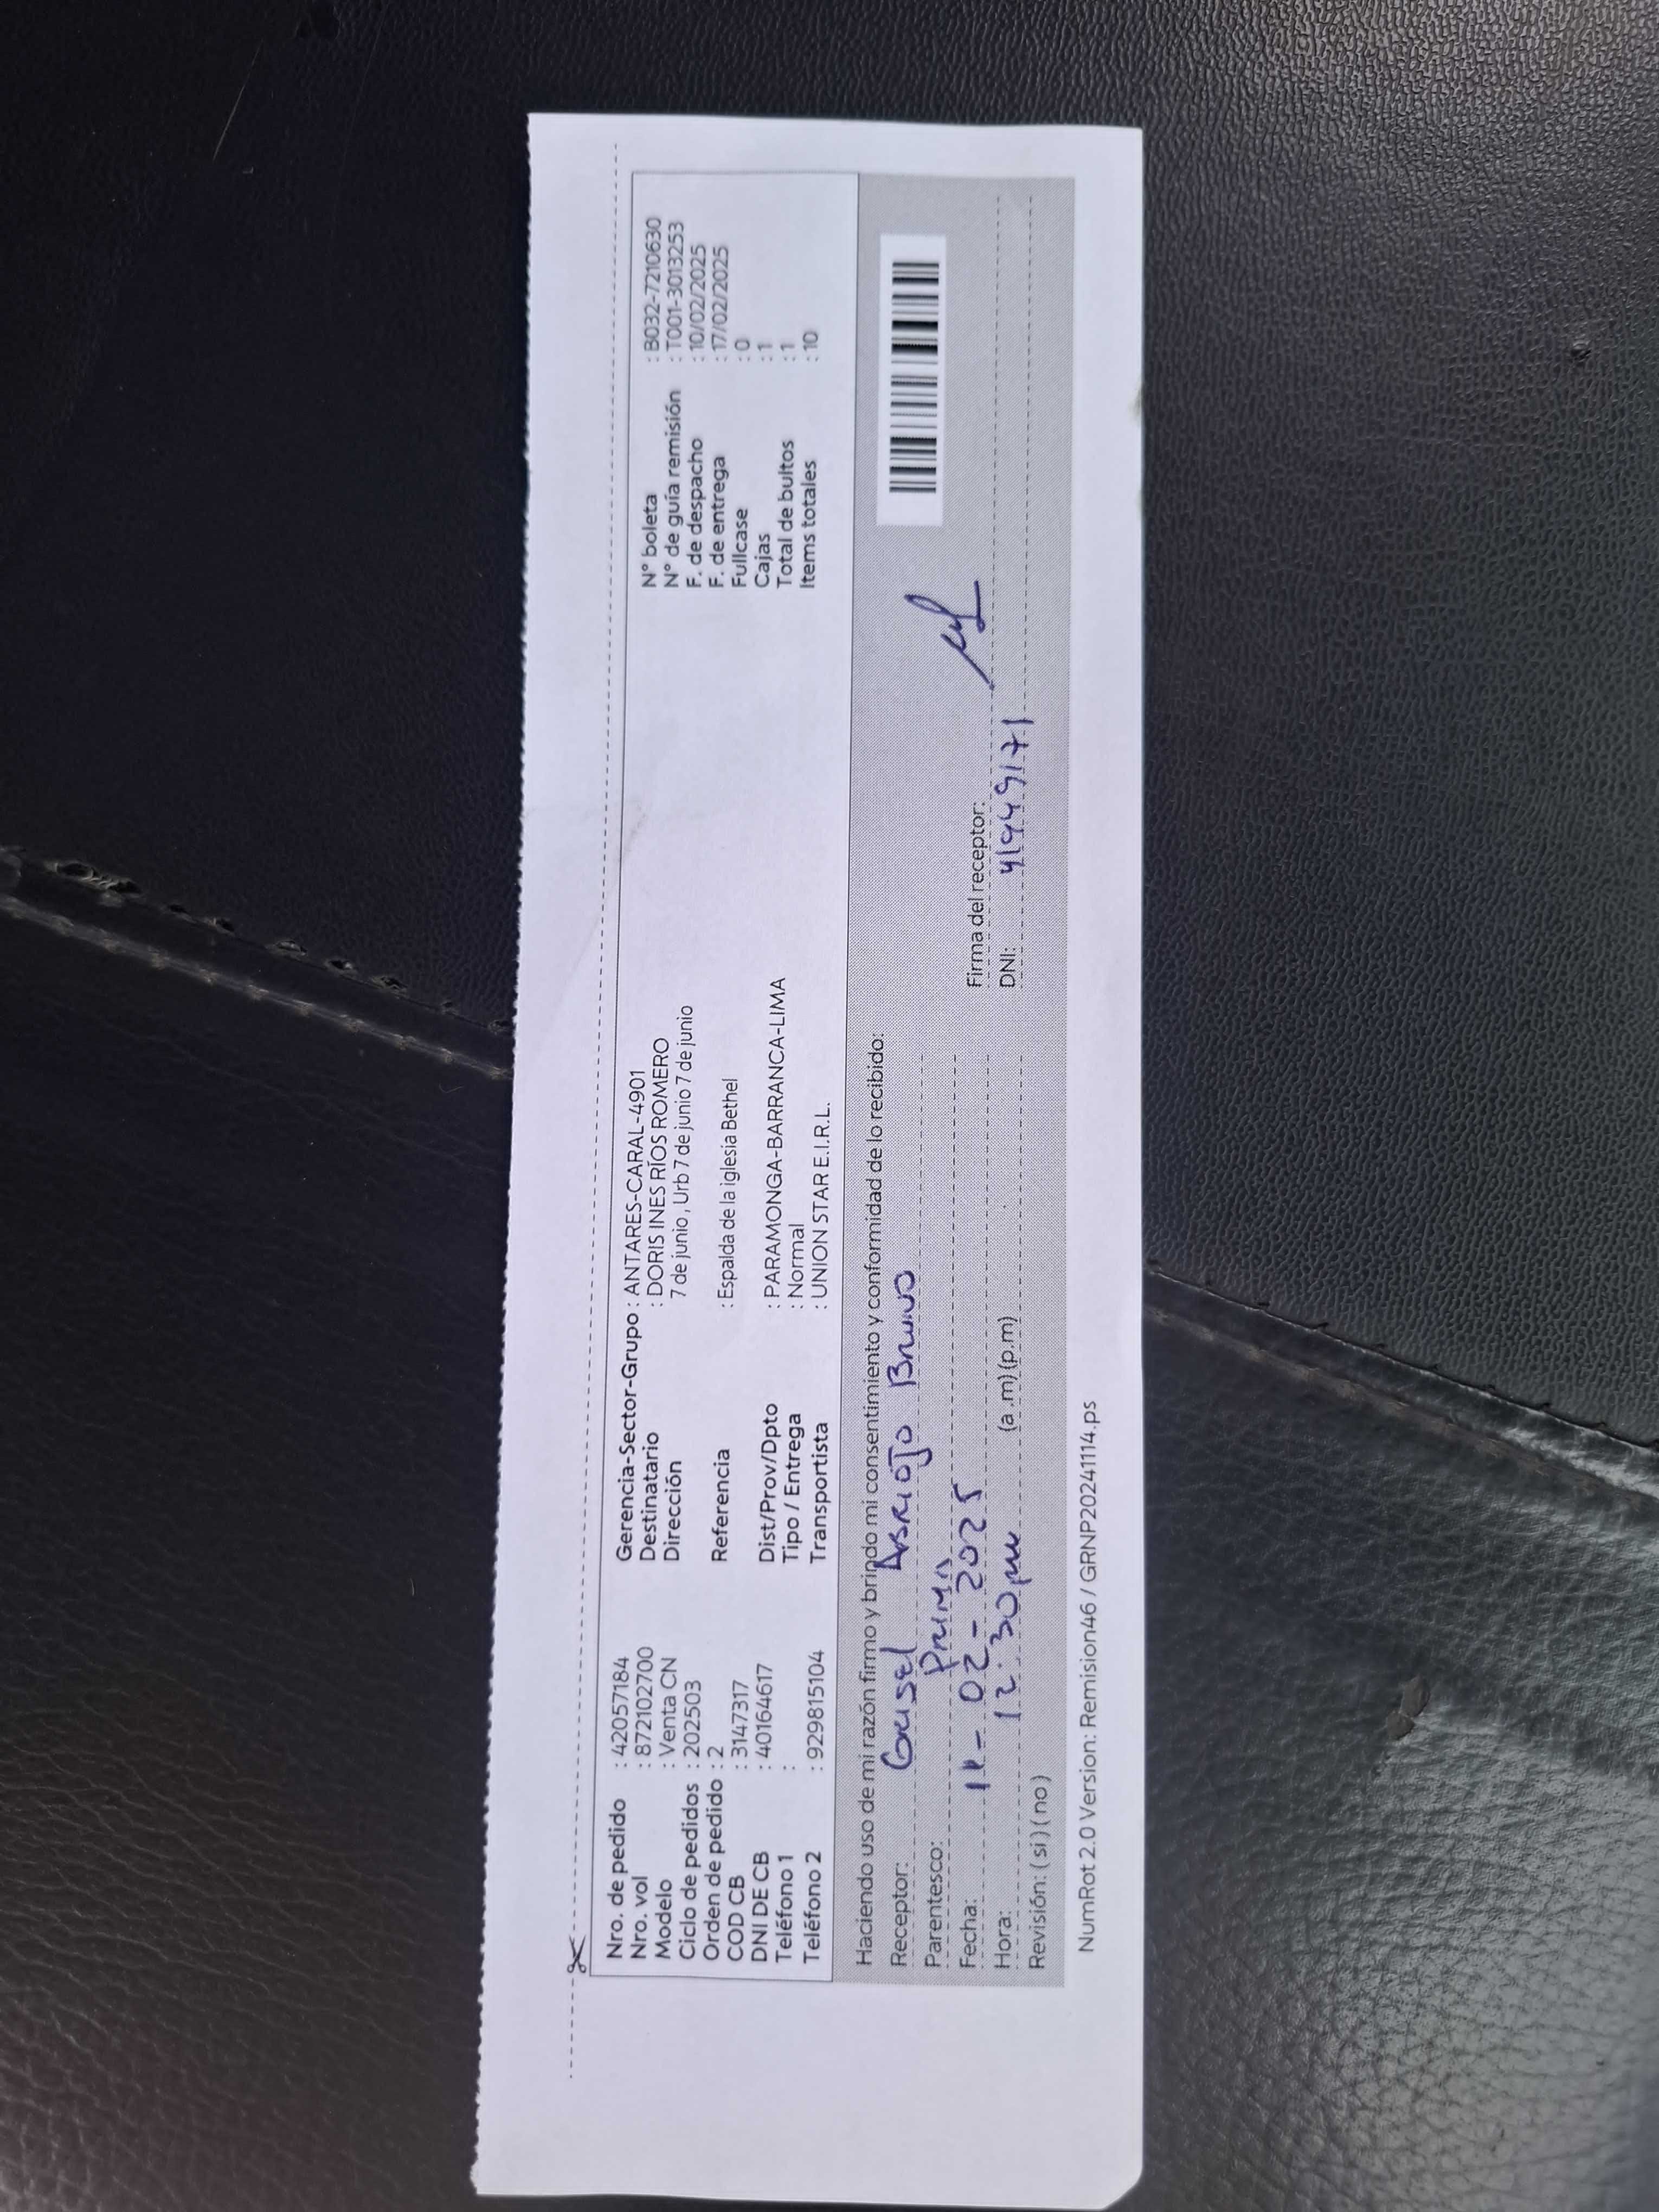 Nro. de pedido : 42057184
Nro. vol : 872102700
Modelo : Venta CN
Ciclo de pedidos : 202503
Orden de pedido : 2
COD CB : 3147317
DNI DE CB : 40164617
Teléfono 1 :
Teléfono 2 : 929815104
Gerencia-Sector-Grupo : ANTARES-CARAL-4901
Destinatario : DORIS INES RÍOS ROMERO
Dirección 7 de junio , Urb 7 de junio 7 de junio
Referencia : Espalda de la iglesia Bethel
Dist/Prov/Dpto : PARAMONGA-BARRANCA-LIMA
Tipo / Entrega : Normal
Transportista : UNION STAR E.I.R.L.
N° boleta : B032-7210630
N° de guía remisión : T001-3013253
F. de despacho : 10/02/2025
F. de entrega : 17/02/2025
Fullcase : 0
Cajas : 1
Total de bultos : 1
Items totales : 10
Haciendo uso de mi razón firmo y brindo mi consentimiento y conformidad de lo recibido:
Receptor: Bruno
Parentesco: Prima
Fecha: - 02 - 2025
Hora: 12:30 pm (a .m) (p.m)
Revisión: ( si ) ( no )
Firma del receptor:
DNI: 41949171
NumRot 2.0 Version: Remision46 / GRNP20241114.ps